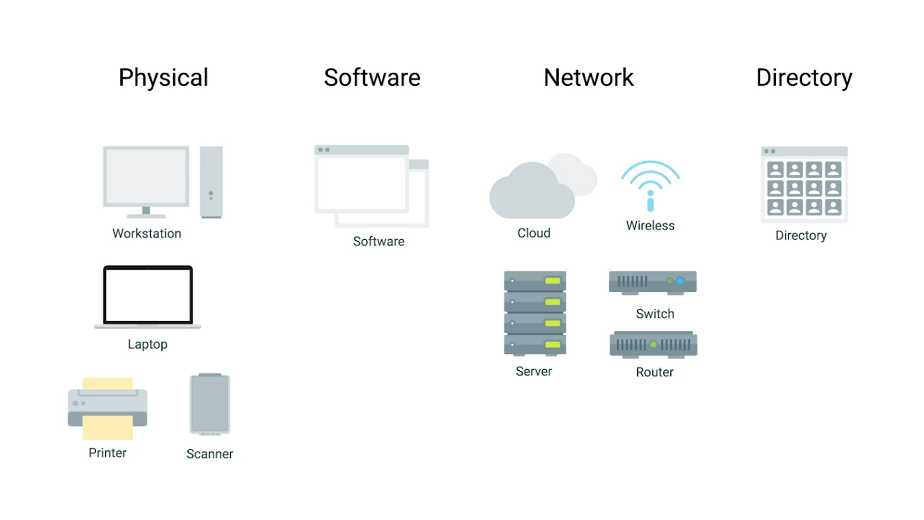 Physical
Software
Network
Directory
Workstation
Software
Cloud
Wireless
Directory
Laptop
Server
Switch
Router
Printer
Scanner